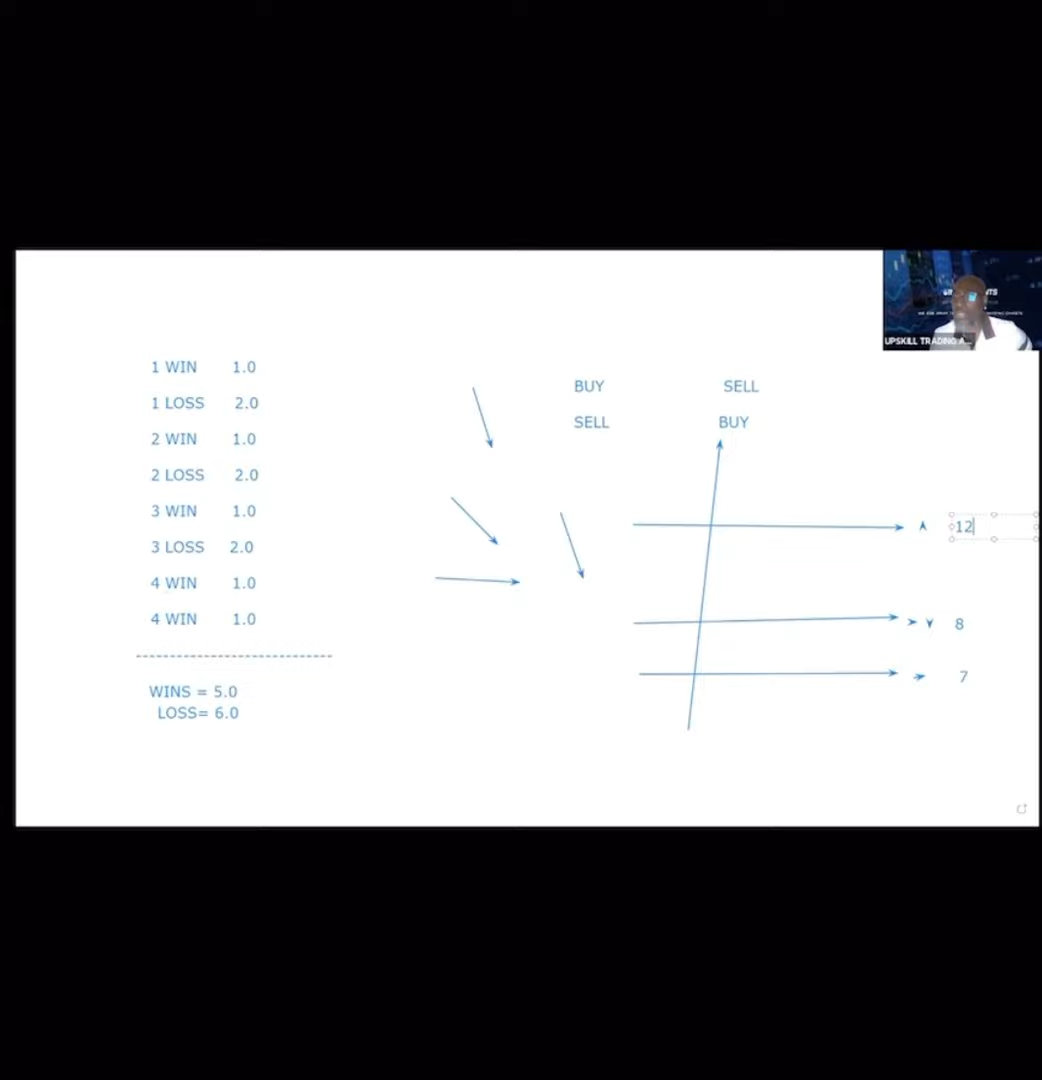 1 WIN 1.0
1 LOSS 2.0
2 WIN 1.0
2 LOSS 2.0
3 WIN 1.0
3 LOSS 2.0
4 WIN 1.0
4 WIN 1.0
WINS = 5.0
LOSS= 6.0
BUY SELL
SELL BUY
12
8
7
UPSKILL TRADING A...